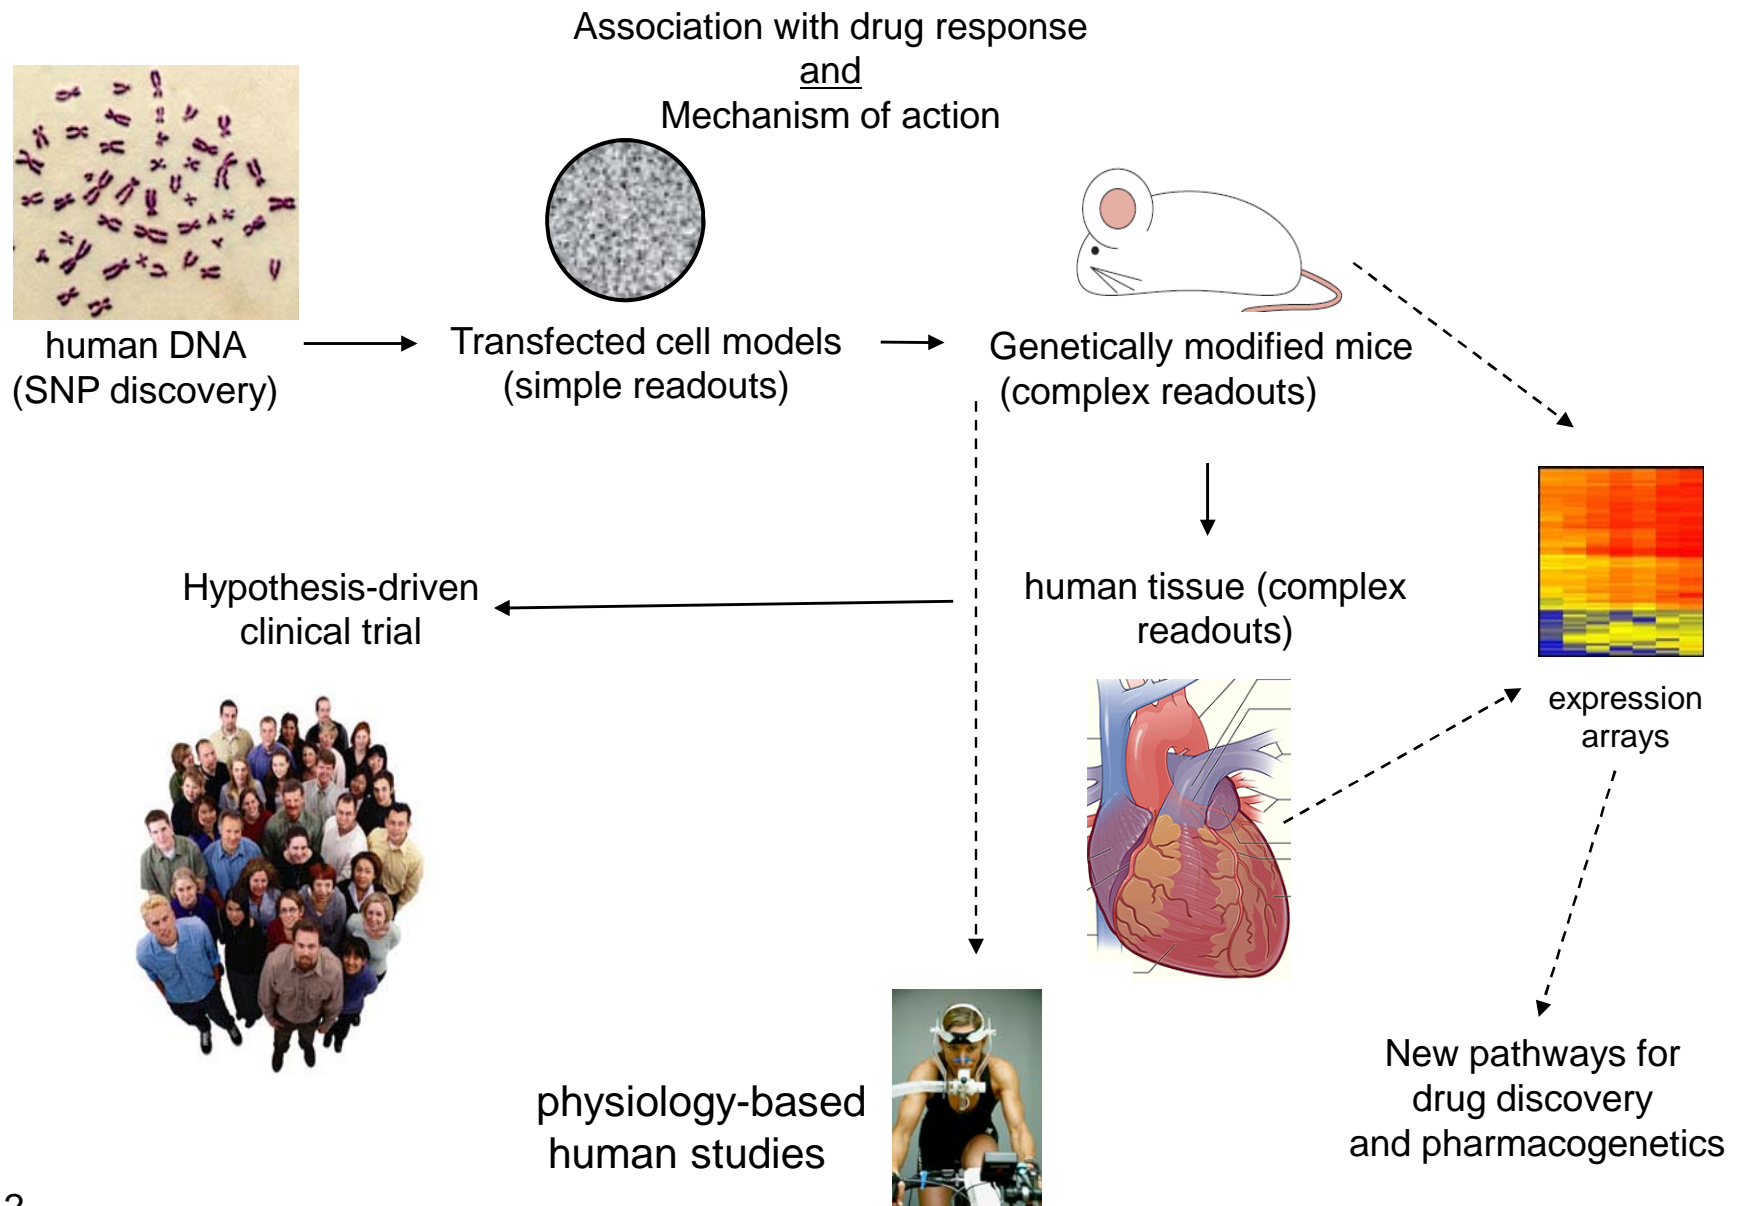 Association with drug response
and
Mechanism of action
human DNA
(SNP discovery)
Transfected cell models
(simple readouts)
Genetically modified mice
(complex readouts)
Hypothesis-driven
clinical trial
human tissue (complex
readouts)
expression
arrays
physiology-based
human studies
New pathways for
drug discovery
and pharmacogenetics